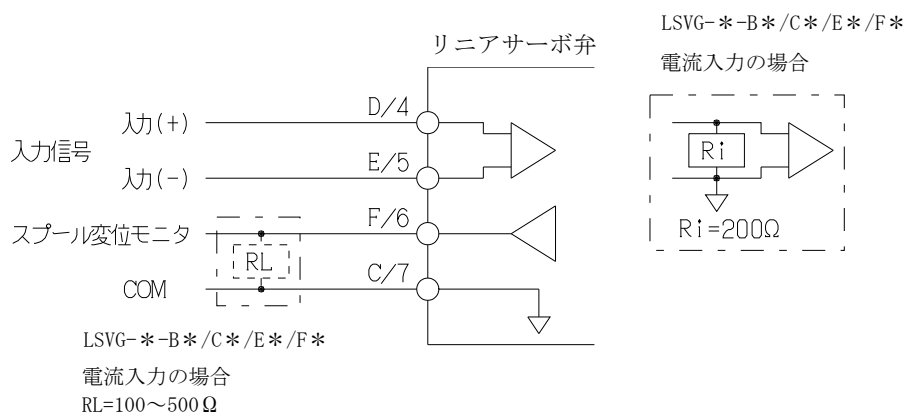 LSVG-＊-B＊/C＊/E＊/F＊
電流入力の場合
リニアサーボ弁
D/4
入力(+)
入力信号
E/5
入力(-)
Ri
Ri=200Ω
F/6
スプール変位モニタ
RL
C/7
COM
LSVG-＊-B＊/C＊/E＊/F＊
電流入力の場合
RL=100～500Ω